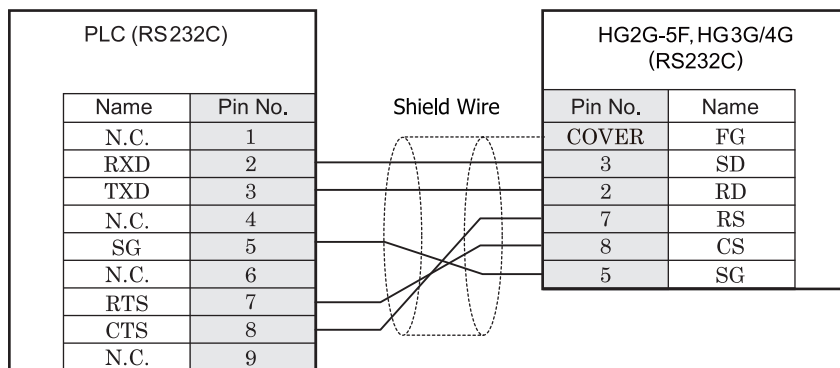 PLC (RS232C)
HG2G-5F, HG3G/4G
(RS232C)
Shield Wire
Name Pin No.
N.C. 1
RXD 2
TXD 3
N.C. 4
SG 5
N.C. 6
RTS 7
CTS 8
N.C. 9
Pin No. Name
COVER FG
3 SD
2 RD
7 RS
8 CS
5 SG